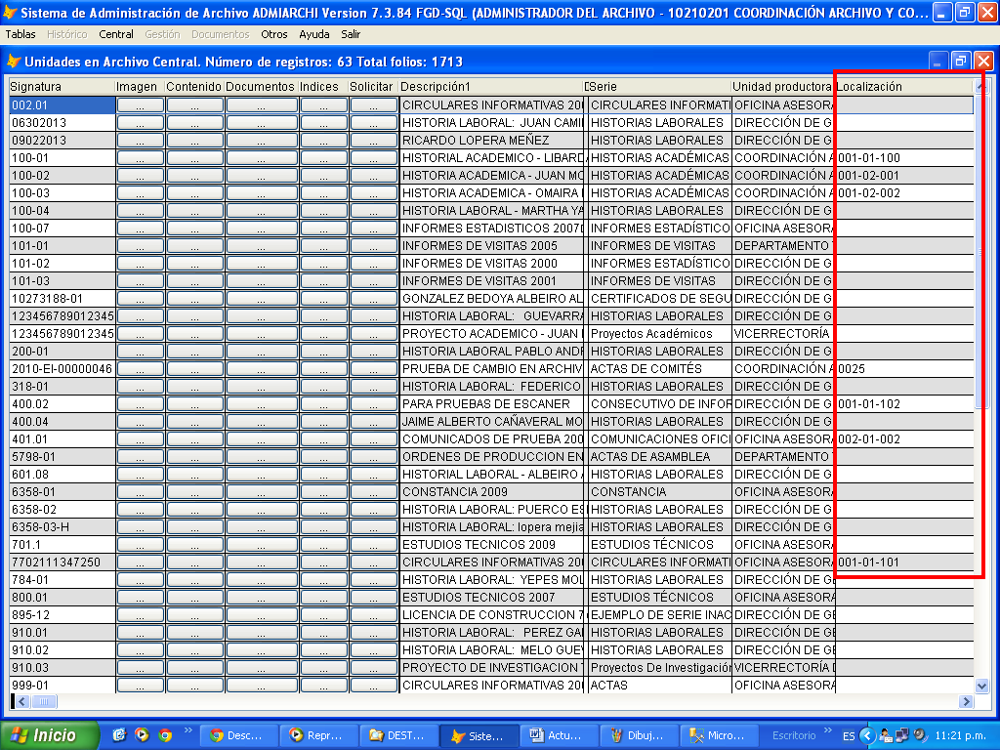 Sistema de Administración de Archivo ADMIARCHI Version 7.3.84 FGD-SQL (ADMINISTRADOR DEL ARCHIVO - 10210201 COORDINACIÓN ARCHIVO Y CO...
Tablas Histórico Central Gestión Documentos Otros Ayuda Salir
Unidades en Archivo Central. Número de registros: 63 Total folios: 1713
Signatura Imagen Contenido Documentos Indices Solicitar Descripción1 D Serie Unidad productora Localización
002.01 ... ... ... ... ... CIRCULARES INFORMATIVAS 200 CIRCULARES INFORMATI OFICINA ASESORA
06302013 ... ... ... ... ... HISTORIA LABORAL: JUAN CAMI HISTORIAS LABORALES DIRECCIÓN DE G
09022013 ... ... ... ... ... RICARDO LOPERA MEÑEZ HISTORIAS LABORALES DIRECCIÓN DE G
100-01 ... ... ... ... ... HISTORIAL ACADEMICO - LIBARD HISTORIAS ACADÉMICAS COORDINACIÓN A 001-01-100
100-02 ... ... ... ... ... HISTORIA ACADEMICA - JUAN MO HISTORIAS ACADÉMICAS COORDINACIÓN A 001-02-001
100-03 ... ... ... ... ... HISTORIA ACADEMICA - OMAIRA HISTORIAS ACADÉMICAS COORDINACIÓN A 001-02-002
100-04 ... ... ... ... ... HISTORIA LABORAL - MARTHA YA HISTORIAS LABORALES DIRECCIÓN DE G
100-07 ... ... ... ... ... INFORMES ESTADISTICOS 2007 INFORMES ESTADÍSTICO OFICINA ASESORA
101-01 ... ... ... ... ... INFORMES DE VISITAS 2005 INFORMES DE VISITAS DEPARTAMENTO
101-02 ... ... ... ... ... INFORMES DE VISITAS 2000 INFORMES ESTADÍSTICO DIRECCIÓN DE G
101-03 ... ... ... ... ... INFORMES DE VISITAS 2001 INFORMES DE VISITAS DIRECCIÓN DE G
10273188-01 ... ... ... ... ... GONZALEZ BEDOYA ALBEIRO AL CERTIFICADOS DE SEGU DIRECCIÓN DE G
123456789012345 ... ... ... ... ... HISTORIA LABORAL: GUEVARRA HISTORIAS LABORALES DIRECCIÓN DE G
123456789012345 ... ... ... ... ... PROYECTO ACADEMICO - JUAN Proyectos Académicos VICERRECTORÍA
200-01 ... ... ... ... ... HISTORIA LABORAL PABLO ANDR HISTORIAS LABORALES DIRECCIÓN DE G
2010-EI-00000046 ... ... ... ... ... PRUEBA DE CAMBIO EN ARCHIV ACTAS DE COMITÉS COORDINACIÓN A 0025
318-01 ... ... ... ... ... HISTORIA LABORAL: FEDERICO HISTORIAS LABORALES DIRECCIÓN DE G
400.02 ... ... ... ... ... PARA PRUEBAS DE ESCANER CONSECUTIVO DE INFOR DIRECCIÓN DE G 001-01-102
400.04 ... ... ... ... ... JAIME ALBERTO CAÑAVERAL MO HISTORIAS LABORALES DIRECCIÓN DE G
401.01 ... ... ... ... ... COMUNICADOS DE PRUEBA 200 COMUNICACIONES OFICI OFICINA ASESORA 002-01-002
5798-01 ... ... ... ... ... ORDENES DE PRODUCCION EN ACTAS DE ASAMBLEA DEPARTAMENTO
601.08 ... ... ... ... ... HISTORIAL LABORAL - ALBEIRO HISTORIAS LABORALES DIRECCIÓN DE G
6358-01 ... ... ... ... ... CONSTANCIA 2009 CONSTANCIA OFICINA ASESORA
6358-02 ... ... ... ... ... HISTORIA LABORAL: PUERCO ES HISTORIAS LABORALES DIRECCIÓN DE G
6358-03-H ... ... ... ... ... HISTORIA LABORAL: lopera mejia HISTORIAS LABORALES DIRECCIÓN DE G
701.1 ... ... ... ... ... ESTUDIOS TECNICOS 2009 ESTUDIOS TÉCNICOS OFICINA ASESORA
7702111347250 ... ... ... ... ... CIRCULARES INFORMATIVAS 200 CIRCULARES INFORMATI OFICINA ASESORA 001-01-101
784-01 ... ... ... ... ... HISTORIA LABORAL: YEPES MOL HISTORIAS LABORALES DIRECCIÓN DE GE
800.01 ... ... ... ... ... ESTUDIOS TECNICOS 2007 ESTUDIOS TÉCNICOS OFICINA ASESORA
895-12 ... ... ... ... ... LICENCIA DE CONSTRUCCION 7 EJEMPLO DE SERIE INAC DIRECCIÓN DE GE
910.01 ... ... ... ... ... HISTORIA LABORAL: PEREZ GAR HISTORIAS LABORALES DIRECCIÓN DE GE
910.02 ... ... ... ... ... HISTORIA LABORAL: MELO GUEV HISTORIAS LABORALES DIRECCIÓN DE GE
910.03 ... ... ... ... ... PROYECTO DE INVESTIGACION Proyectos De Investigación VICERRECTORÍA D
999-01 ... ... ... ... ... CIRCULARES INFORMATIVAS 200 ACTAS OFICINA ASESORA
Inicio » Desc... Repr... DEST... Siste... Actu... Dibuj... Micro... Escritorio » ES 11:21 p.m.